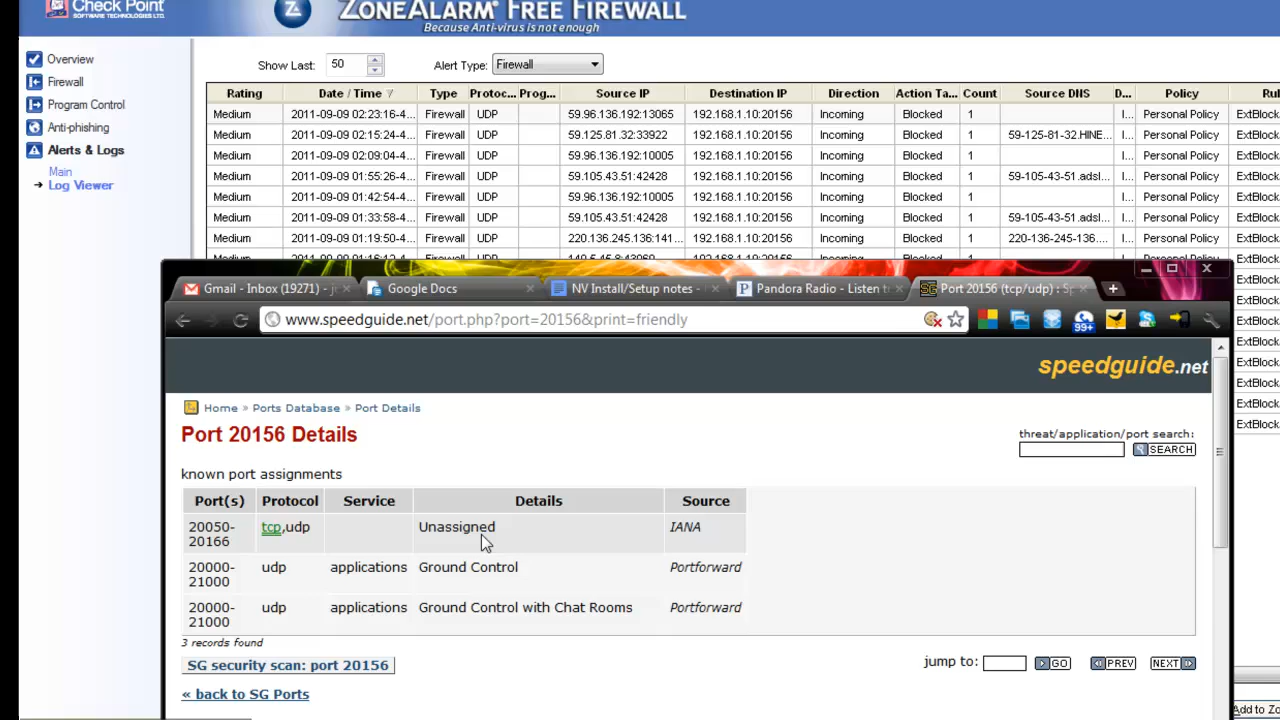 Check Point
SOFTWARE TECHNOLOGIES LTD.
ZONEALARM FREE FIREWALL
Because Anti-virus is not enough
Overview
Firewall
Program Control
Anti-phishing
Alerts & Logs
Main
Log Viewer
Show Last: 50 Alert Type: Firewall
Rating Date / Time Type Protoc... Prog... Source IP Destination IP Direction Action Ta... Count Source DNS D... Policy
Medium 2011-09-09 02:23:16-4... Firewall UDP 59.96.136.192:13065 192.168.1.10:20156 Incoming Blocked 1 I... Personal Policy ExtBlock
Medium 2011-09-09 02:15:24-4... Firewall UDP 59.125.81.32:33922 192.168.1.10:20156 Incoming Blocked 1 59-125-81-32.HINE... I... Personal Policy ExtBlock
Medium 2011-09-09 02:09:04-4... Firewall UDP 59.96.136.192:10005 192.168.1.10:20156 Incoming Blocked 1 I... Personal Policy ExtBlock
Medium 2011-09-09 01:55:26-4... Firewall UDP 59.105.43.51:42428 192.168.1.10:20156 Incoming Blocked 1 59-105-43-51.adsl... I... Personal Policy ExtBlock
Medium 2011-09-09 01:42:54-4... Firewall UDP 59.96.136.192:10005 192.168.1.10:20156 Incoming Blocked 1 I... Personal Policy ExtBlock
Medium 2011-09-09 01:33:58-4... Firewall UDP 59.105.43.51:42428 192.168.1.10:20156 Incoming Blocked 1 59-105-43-51.adsl... I... Personal Policy ExtBlock
Medium 2011-09-09 01:19:50-4... Firewall UDP 220.136.245.136:141... 192.168.1.10:20156 Incoming Blocked 1 220-136-245-136.... I... Personal Policy ExtBlock
ExtBlock
ExtBlock
ExtBlock
ExtBlock
ExtBlock
ExtBlock
ExtBlock
ExtBlock
Gmail - Inbox (19271) - Google Docs NV Install/Setup notes - Pandora Radio - Listen t Port 20156 (tcp/udp) : Sp
www.speedguide.net/port.php?port=20156&print=friendly
99+
speedguide.net
Home » Ports Database » Port Details
Port 20156 Details
threat/application/port search:
SEARCH
known port assignments
Port(s) Protocol Service Details Source
20050-20166 tcp,udp Unassigned IANA
20000-21000 udp applications Ground Control Portforward
20000-21000 udp applications Ground Control with Chat Rooms Portforward
3 records found
SG security scan: port 20156
jump to: GO PREV NEXT
« back to SG Ports
Add to Zo